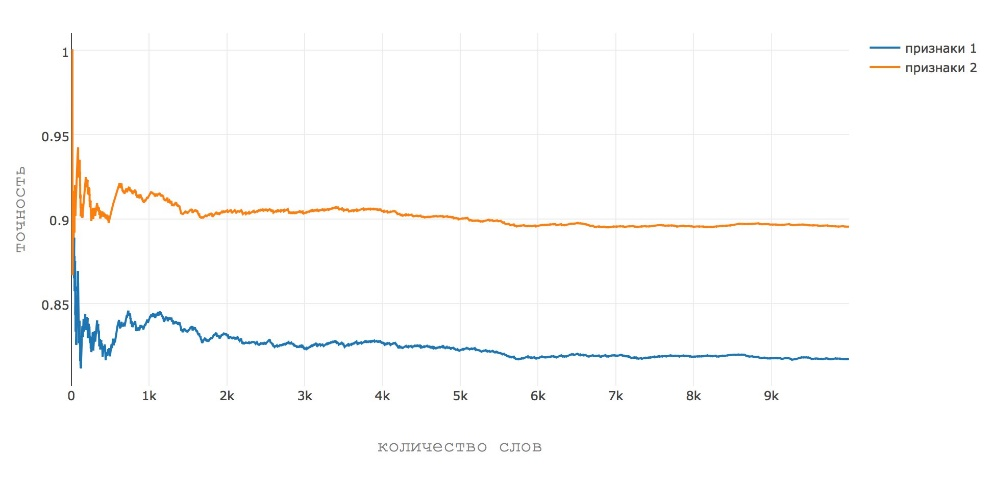 признаки 1
признаки 2
1
0.95
0.9
0.85
точность
0 1k 2k 3k 4k 5k 6k 7k 8k 9k
количество слов